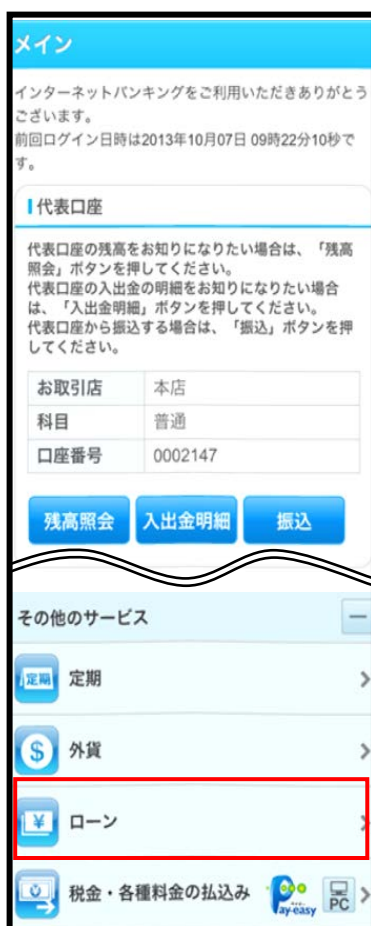 メイン
インターネットバンキングをご利用いただきありがとう
ございます。
前回ログイン日時は2013年10月07日 09時22分10秒で
す。
代表口座
代表口座の残高をお知りになりたい場合は、「残高
照会」ボタンを押してください。
代表口座の入出金の明細をお知りになりたい場合
は、「入出金明細」ボタンを押してください。
代表口座から振込する場合は、「振込」ボタンを押
してください。
お取引店 本店
科目 普通
口座番号 0002147
残高照会 入出金明細 振込
その他のサービス
定期 定期
$ 外貨
¥ ローン
税金・各種料金の払込み Pay-easy PC